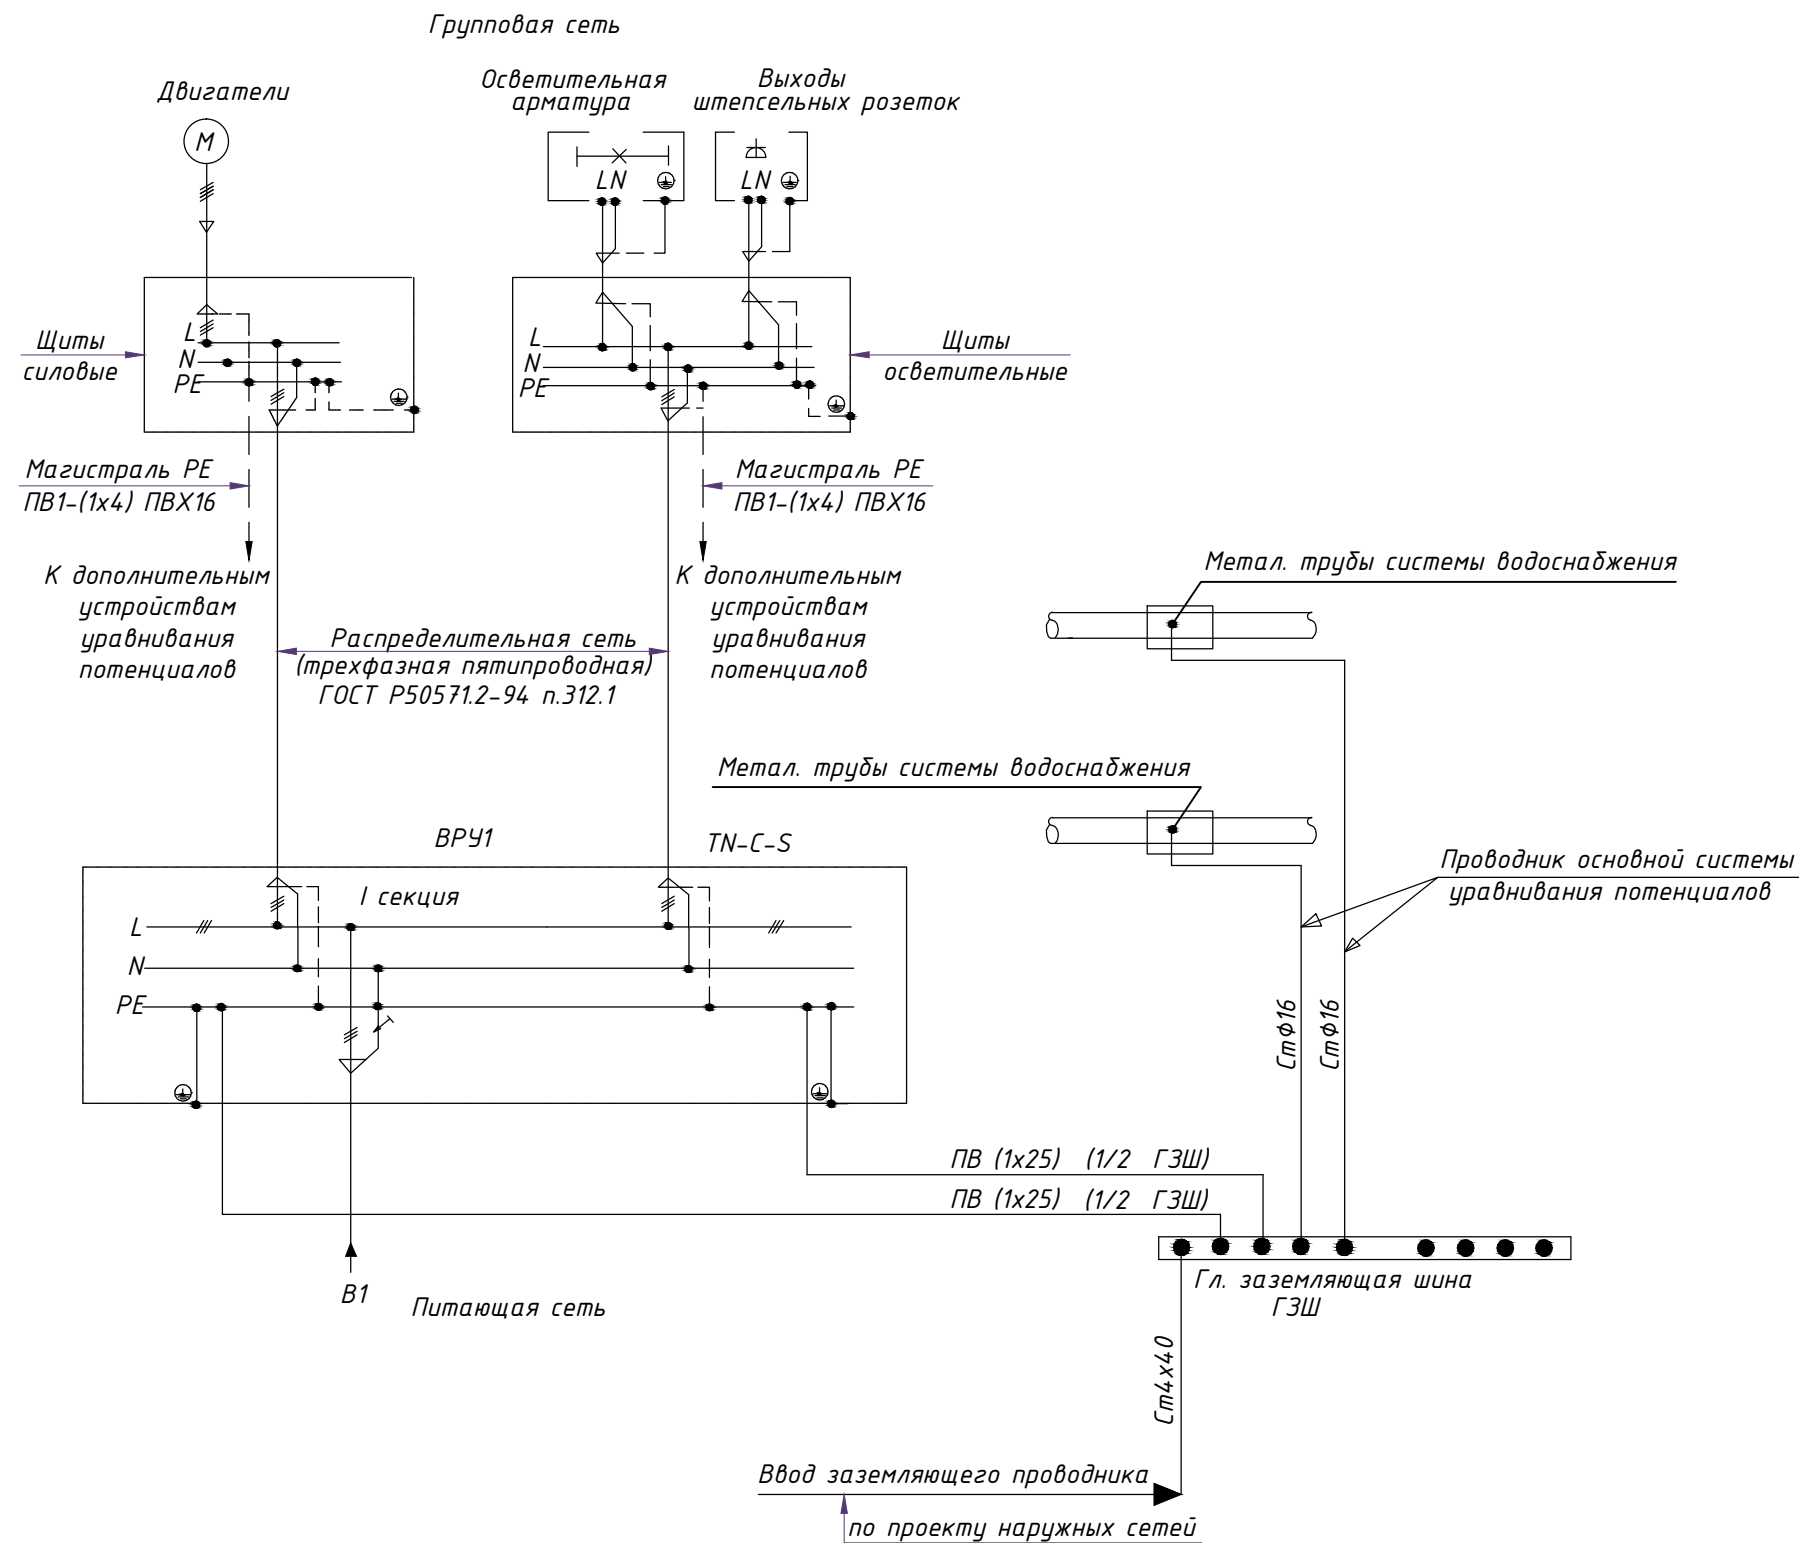 Групповая сеть
Двигатели
Осветительная
арматура
Выходы
штепсельных розеток
M
LN
LN
Щиты
силовые
L
N
PE
L
N
PE
Щиты
осветительные
Магистраль PE
ПВ1-(1х4) ПВХ16
Магистраль PE
ПВ1-(1х4) ПВХ16
К дополнительным
устройствам
уравнивания
потенциалов
К дополнительным
устройствам
уравнивания
потенциалов
Распределительная сеть
(трехфазная пятипроводная)
ГОСТ Р50571.2-94 п.312.1
Метал. трубы системы водоснабжения
Метал. трубы системы водоснабжения
ВРУ1
TN-C-S
I секция
L
N
PE
Проводник основной системы
уравнивания потенциалов
СтФ16
СтФ16
ПВ (1х25) (1/2 ГЗШ)
ПВ (1х25) (1/2 ГЗШ)
Гл. заземляющая шина
ГЗШ
В1
Питающая сеть
Ст4х40
Ввод заземляющего проводника
по проекту наружных сетей